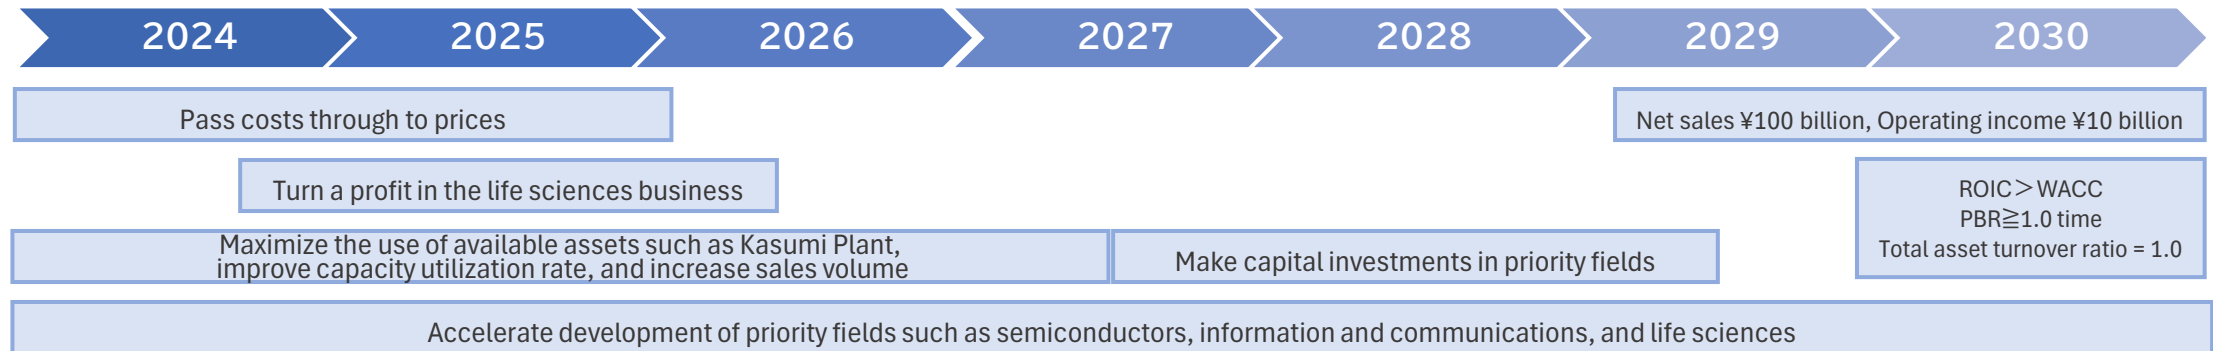 2024 2025 2026 2027 2028 2029 2030
Pass costs through to prices
Net sales ¥100 billion, Operating income ¥10 billion
Turn a profit in the life sciences business
ROIC＞WACC
PBR≧1.0 time
Total asset turnover ratio = 1.0
Maximize the use of available assets such as Kasumi Plant,
improve capacity utilization rate, and increase sales volume
Make capital investments in priority fields
Accelerate development of priority fields such as semiconductors, information and communications, and life sciences